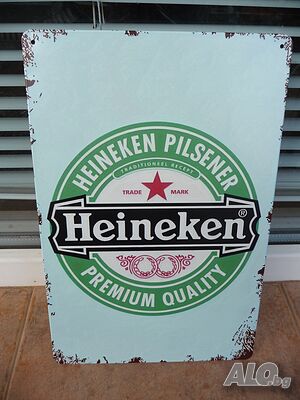 HEINEKEN PILSENER
TRADITIONEEL RECEPT
TRADE MARK
Heineken®
PREMIUM QUALITY
ALO.bg